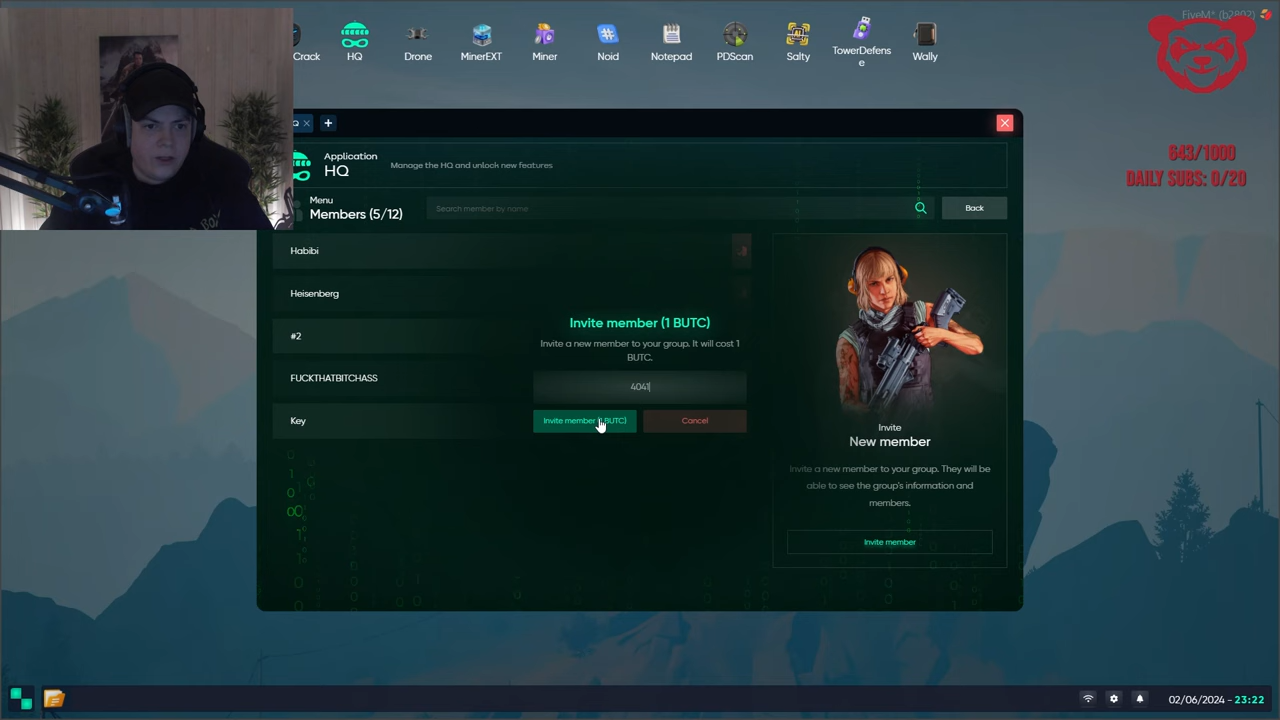 FiveM® (b2802)
Crack
HQ
Drone
MinerEXT
Miner
Noid
Notepad
PDScan
Salty
TowerDefens
e
Wally
643/1000
DAILY SUBS: 0/20
Application
HQ
Manage the HQ and unlock new features
Menu
Members (5/12)
Search member by name
Back
Habibi
Heisenberg
#2
FUCKTHATBITCHASS
Key
Invite member (1 BUTC)
Invite a new member to your group. It will cost 1
BUTC.
4041
Invite member (1 BUTC)
Cancel
Invite
New member
Invite a new member to your group. They will be
able to see the group's information and
members.
Invite member
02/06/2024 - 23:22